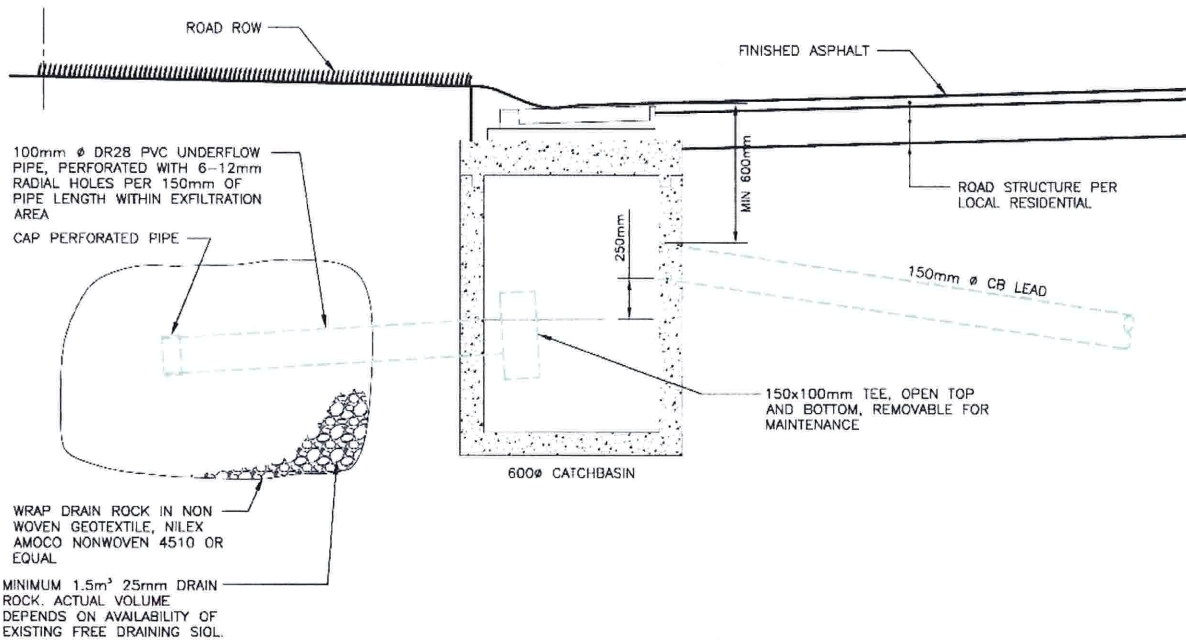 ROAD ROW
FINISHED ASPHALT
100mm ø DR28 PVC UNDERFLOW
PIPE, PERFORATED WITH 6-12mm
RADIAL HOLES PER 150mm OF
PIPE LENGTH WITHIN EXFILTRATION
AREA
CAP PERFORATED PIPE
MIN 600mm
250mm
ROAD STRUCTURE PER
LOCAL RESIDENTIAL
150mm ø CB LEAD
150x100mm TEE, OPEN TOP
AND BOTTOM, REMOVABLE FOR
MAINTENANCE
600ø CATCHBASIN
WRAP DRAIN ROCK IN NON
WOVEN GEOTEXTILE, NILEX
AMOCO NONWOVEN 4510 OR
EQUAL
MINIMUM 1.5m³ 25mm DRAIN
ROCK. ACTUAL VOLUME
DEPENDS ON AVAILABILITY OF
EXISTING FREE DRAINING SIOL.